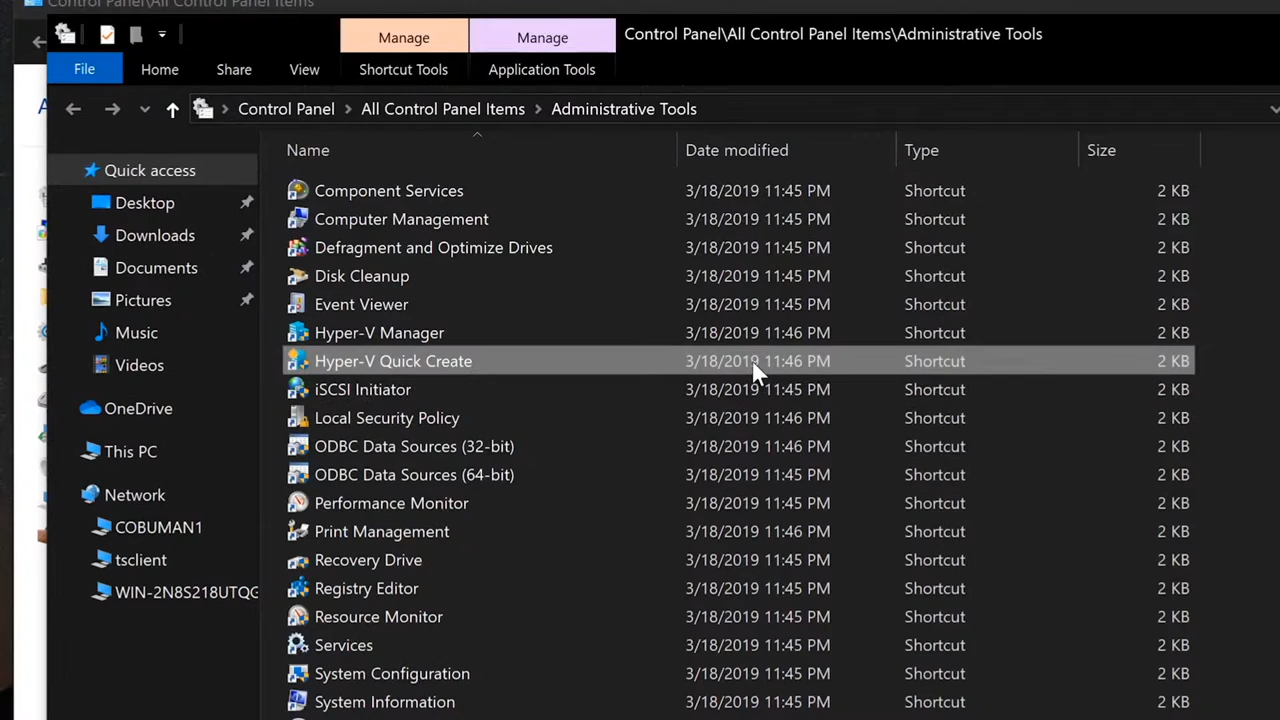 Control Panel\All Control Panel Items
Manage Manage Control Panel\All Control Panel Items\Administrative Tools
File Home Share View Shortcut Tools Application Tools
Control Panel All Control Panel Items Administrative Tools
Name Date modified Type Size
Quick access
Desktop
Downloads
Documents
Pictures
Music
Videos
OneDrive
This PC
Network
COBUMAN1
tsclient
WIN-2N8S218UTQG
Component Services 3/18/2019 11:45 PM Shortcut 2 KB
Computer Management 3/18/2019 11:45 PM Shortcut 2 KB
Defragment and Optimize Drives 3/18/2019 11:45 PM Shortcut 2 KB
Disk Cleanup 3/18/2019 11:45 PM Shortcut 2 KB
Event Viewer 3/18/2019 11:45 PM Shortcut 2 KB
Hyper-V Manager 3/18/2019 11:46 PM Shortcut 2 KB
Hyper-V Quick Create 3/18/2019 11:46 PM Shortcut 2 KB
iSCSI Initiator 3/18/2019 11:45 PM Shortcut 2 KB
Local Security Policy 3/18/2019 11:46 PM Shortcut 2 KB
ODBC Data Sources (32-bit) 3/18/2019 11:46 PM Shortcut 2 KB
ODBC Data Sources (64-bit) 3/18/2019 11:45 PM Shortcut 2 KB
Performance Monitor 3/18/2019 11:45 PM Shortcut 2 KB
Print Management 3/18/2019 11:46 PM Shortcut 2 KB
Recovery Drive 3/18/2019 11:45 PM Shortcut 2 KB
Registry Editor 3/18/2019 11:45 PM Shortcut 2 KB
Resource Monitor 3/18/2019 11:45 PM Shortcut 2 KB
Services 3/18/2019 11:45 PM Shortcut 2 KB
System Configuration 3/18/2019 11:45 PM Shortcut 2 KB
System Information 3/18/2019 11:45 PM Shortcut 2 KB